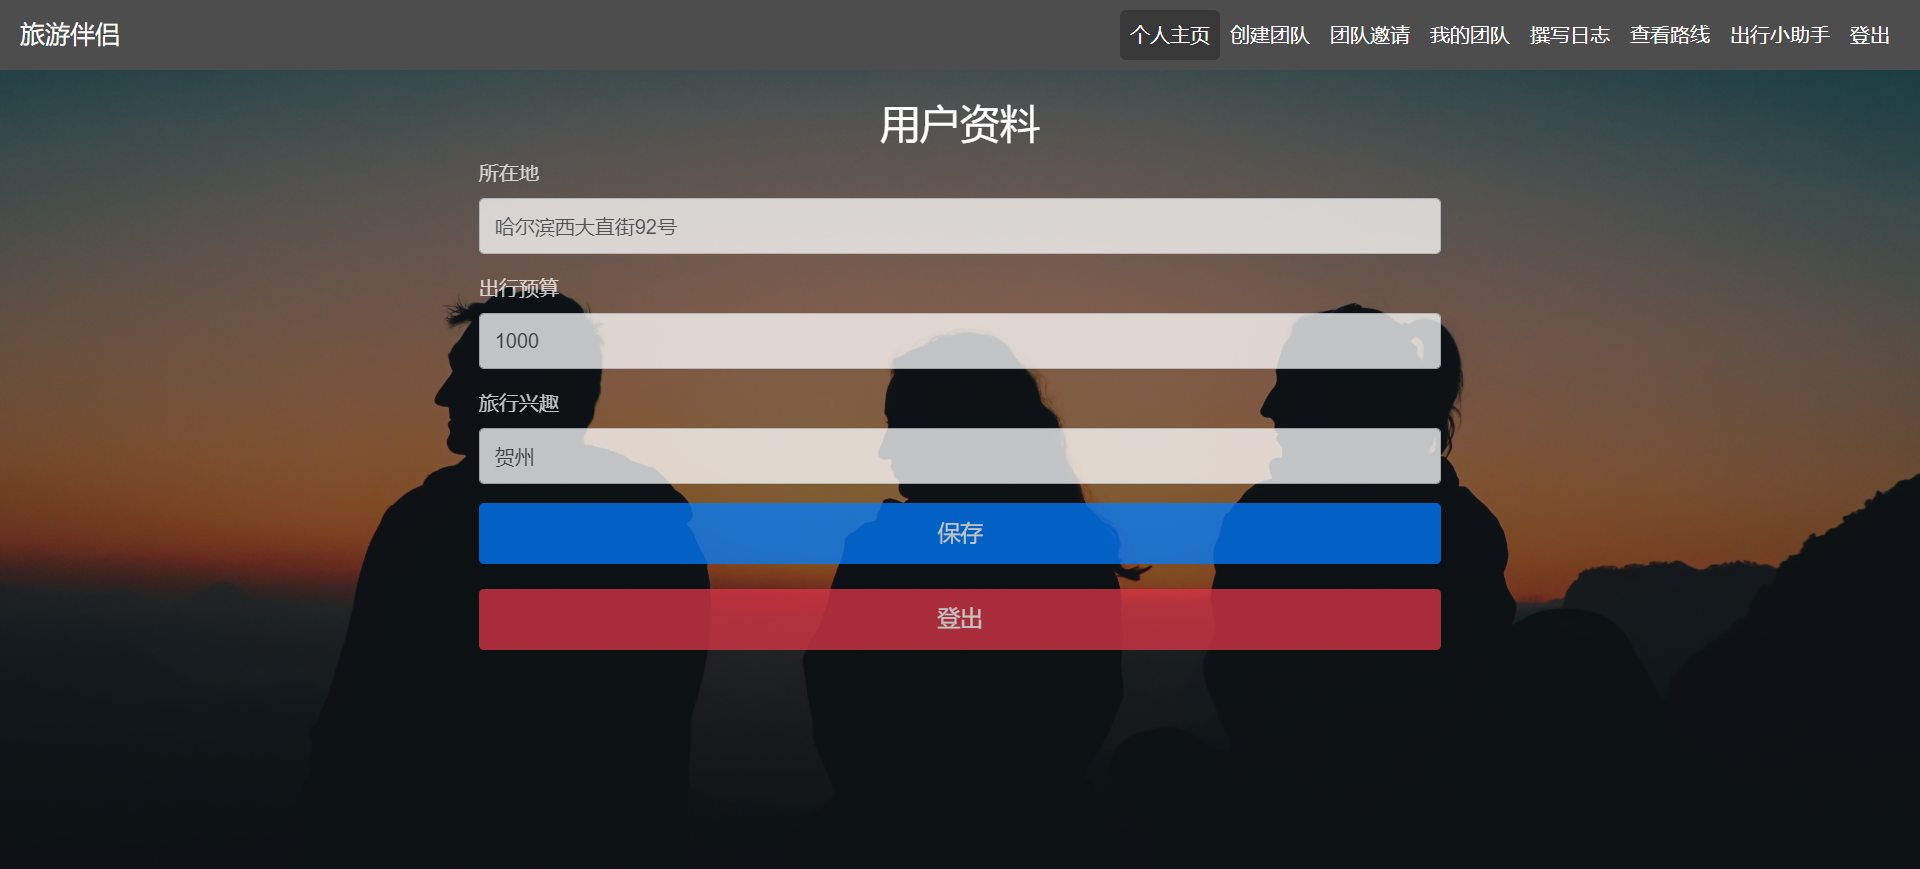 旅游伴侣
个人主页 创建团队 团队邀请 我的团队 撰写日志 查看路线 出行小助手 登出
用户资料
所在地
哈尔滨西大直街92号
出行预算
1000
旅行兴趣
贺州
保存
登出